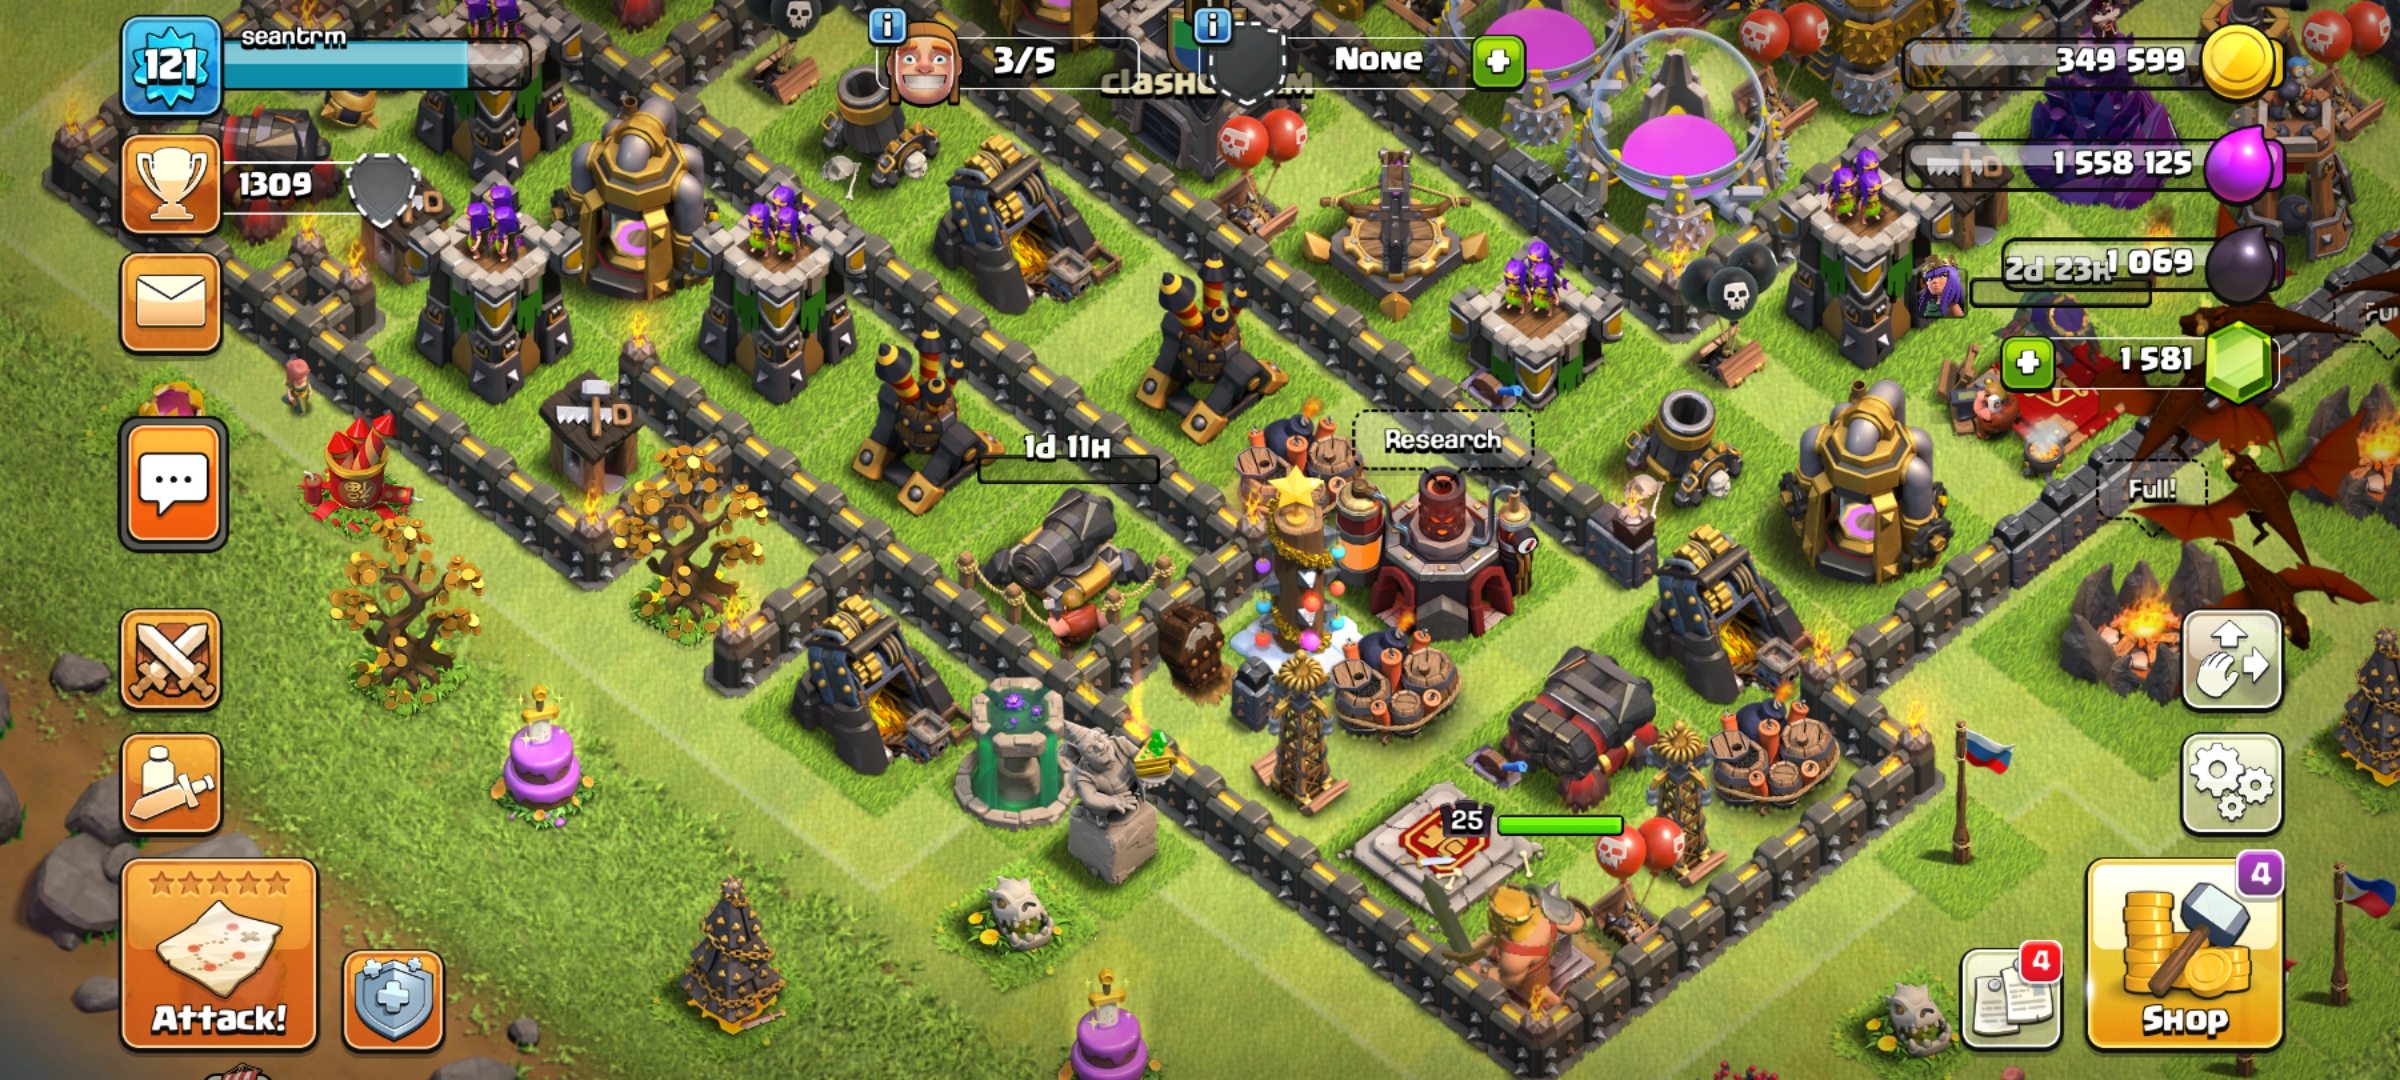 seantrm
121
3/5
None
349 599
1309
1 558 125
2d 23H
1 069
1 581
Research
1d 11H
Full!
25
4
4
Attack!
Shop